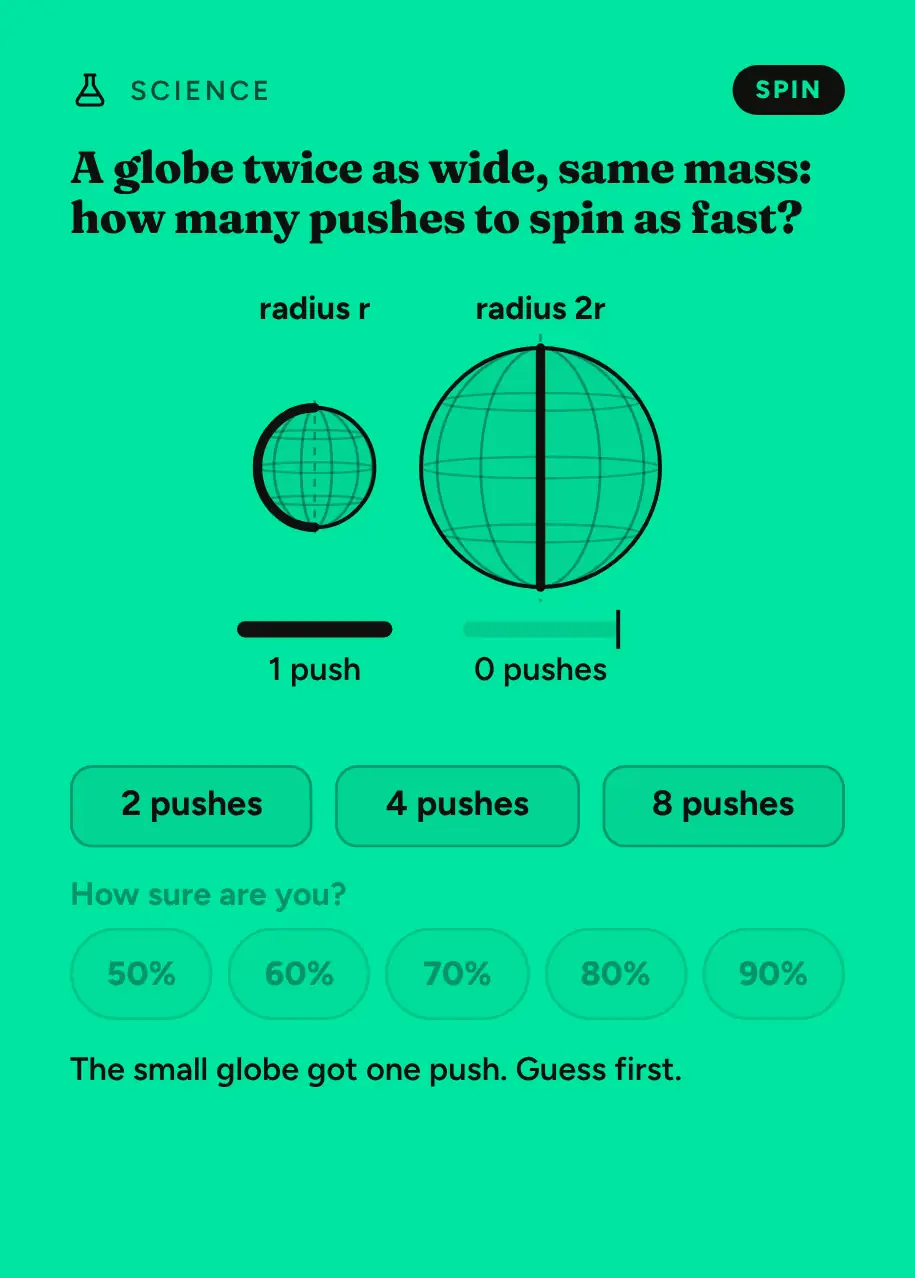 SCIENCE
SPIN
A globe twice as wide, same mass:
how many pushes to spin as fast?
radius r
radius 2r
1 push
0 pushes
2 pushes
4 pushes
8 pushes
How sure are you?
50%
60%
70%
80%
90%
The small globe got one push. Guess first.